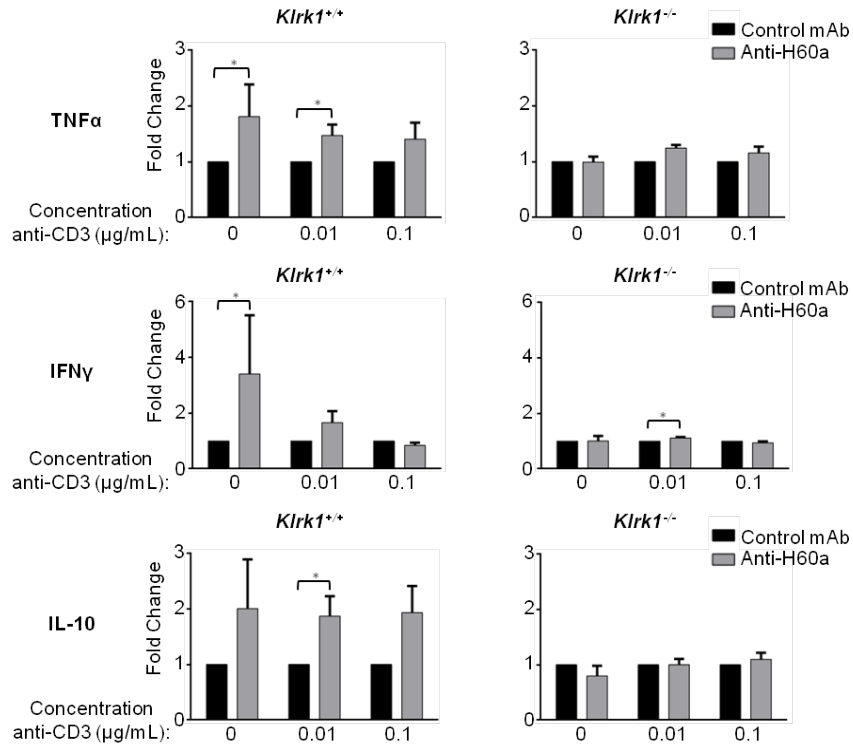 Klrk1+/+
Klrk1-/-
Control mAb
Anti-H60a
TNFα
Fold Change
3
2
1
0
3
2
1
0
*
*
Concentration
anti-CD3 (µg/mL):
0 0.01 0.1
0 0.01 0.1
Klrk1+/+
Klrk1-/-
Control mAb
Anti-H60a
IFNγ
Fold Change
6
4
2
0
6
4
2
0
*
*
Concentration
anti-CD3 (µg/mL):
0 0.01 0.1
0 0.01 0.1
Klrk1+/+
Klrk1-/-
Control mAb
Anti-H60a
IL-10
Fold Change
3
2
1
0
3
2
1
0
*
Concentration
anti-CD3 (µg/mL):
0 0.01 0.1
0 0.01 0.1